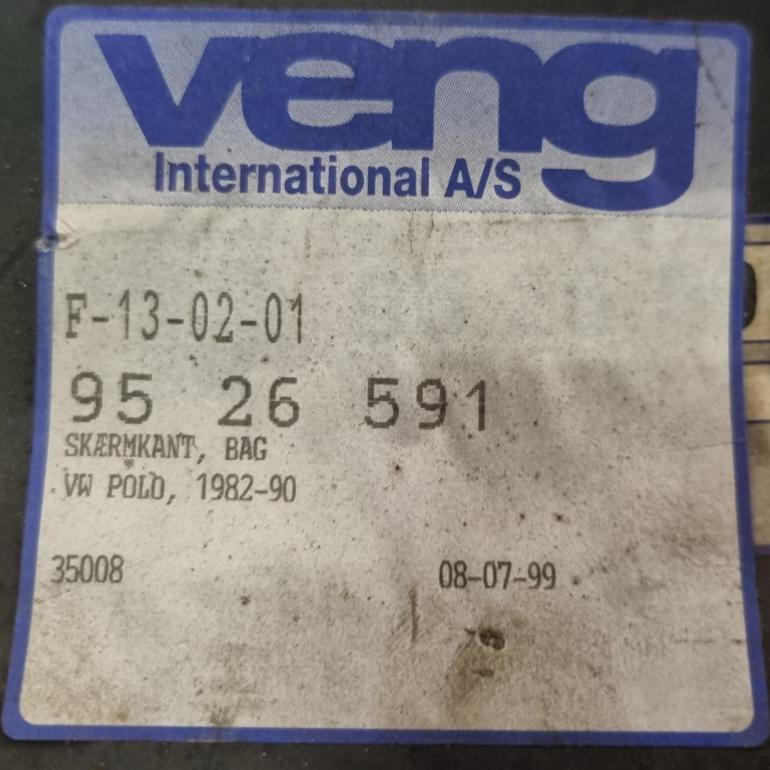 veng
International A/S
F-13-02-01
95 26 591
SKÆRMKANT, BAG
VW POLO, 1982-90
35008 08-07-99